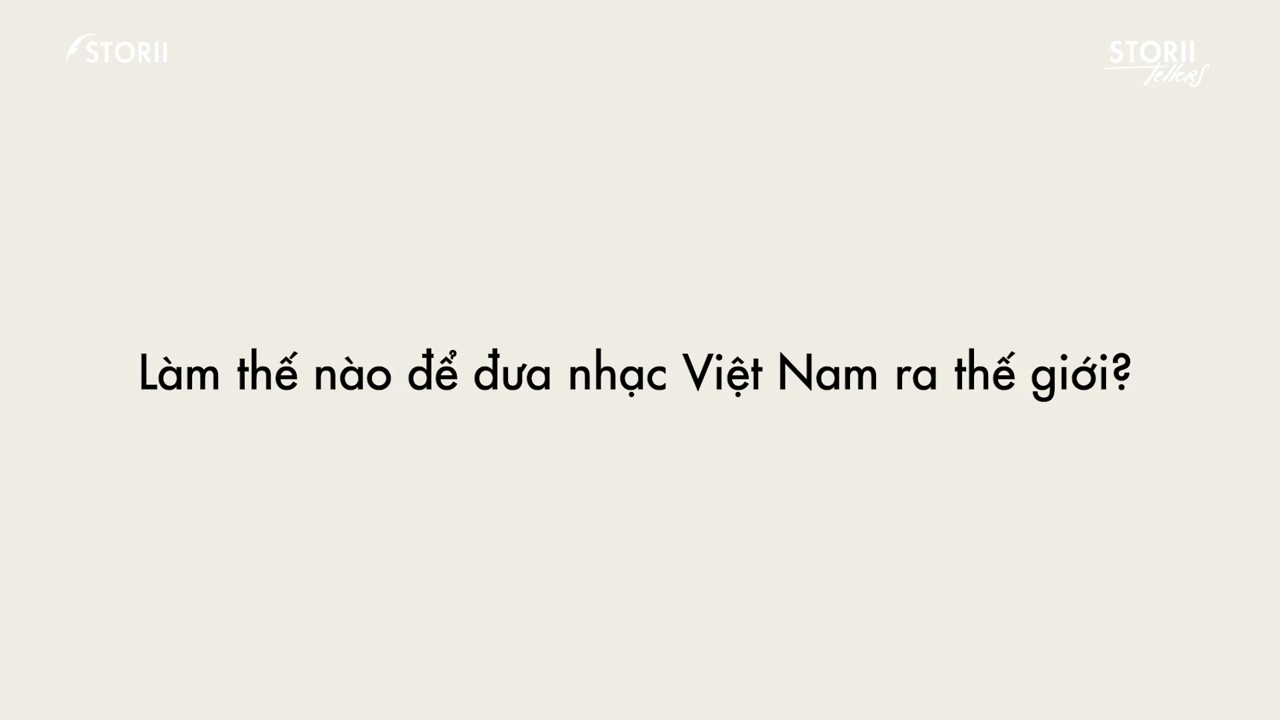 STORII
STORII
Tellers
Làm thế nào để đưa nhạc Việt Nam ra thế giới?